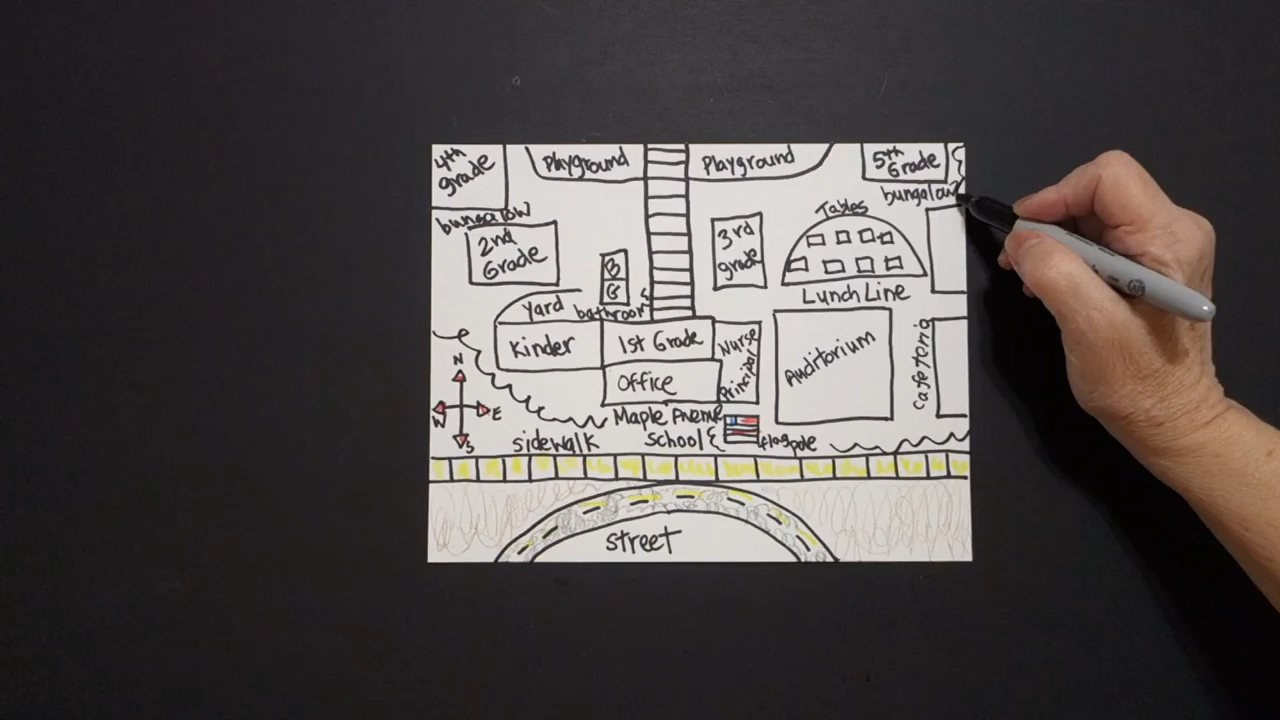 4th
grade
Playground
Playground
5th
Grade
bungalow
bungalow
2nd
Grade
3rd
grade
Tables
B
G
bathroom
Lunch Line
Yard
Kinder
1st Grade
Nurse
Principal
Office
Auditorium
Cafeteria
N
W
E
S
Maple Avenue
School
flagpole
sidewalk
street